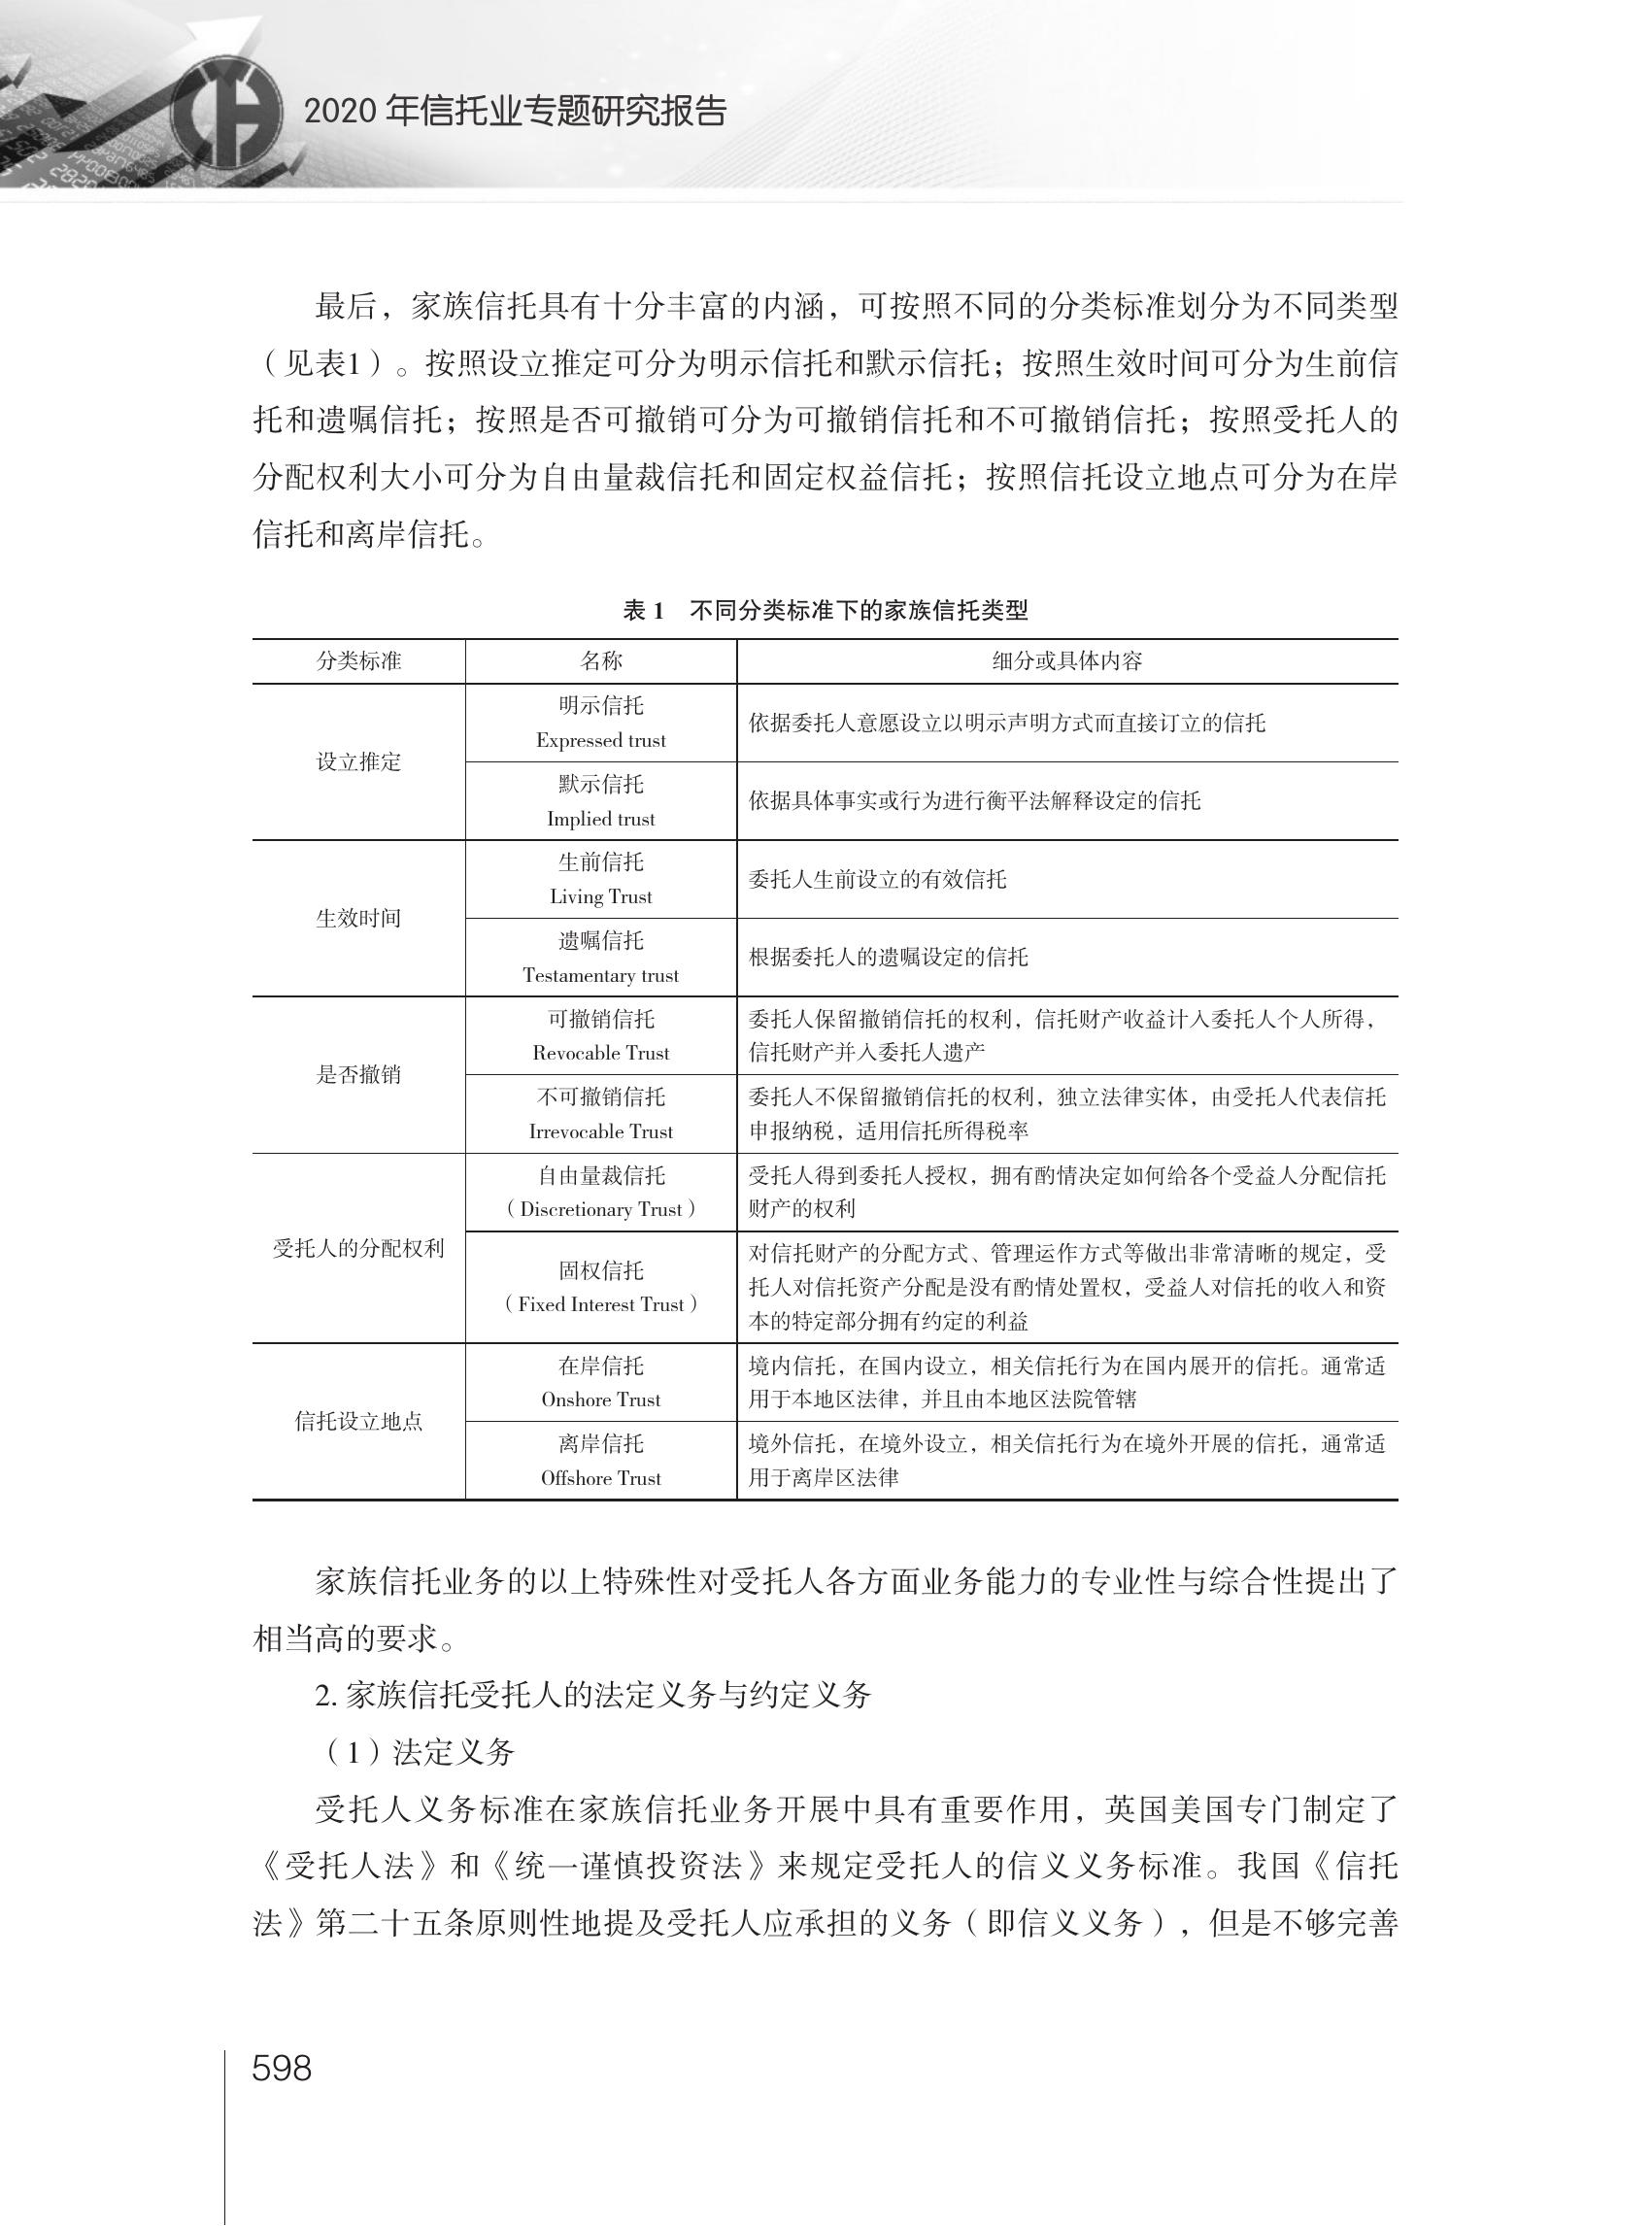 2020 年信托业专题研究报告
最后，家族信托具有十分丰富的内涵，可按照不同的分类标准划分为不同类型
（见表1）。按照设立推定可分为明示信托和默示信托；按照生效时间可分为生前信
托和遗嘱信托；按照是否可撤销可分为可撤销信托和不可撤销信托；按照受托人的
分配权利大小可分为自由量裁信托和固定权益信托；按照信托设立地点可分为在岸
信托和离岸信托。
表 1　不同分类标准下的家族信托类型
分类标准　名称　细分或具体内容
设立推定
明示信托
Expressed trust
依据委托人意愿设立以明示声明方式而直接订立的信托
默示信托
Implied trust
依据具体事实或行为进行衡平法解释设定的信托
生效时间
生前信托
Living Trust
委托人生前设立的有效信托
遗嘱信托
Testamentary trust
根据委托人的遗嘱设定的信托
是否撤销
可撤销信托
Revocable Trust
委托人保留撤销信托的权利，信托财产收益计入委托人个人所得，
信托财产并入委托人遗产
不可撤销信托
Irrevocable Trust
委托人不保留撤销信托的权利，独立法律实体，由受托人代表信托
申报纳税，适用信托所得税率
受托人的分配权利
自由量裁信托
（Discretionary Trust）
受托人得到委托人授权，拥有酌情决定如何给各个受益人分配信托
财产的权利
固权信托
（Fixed Interest Trust）
对信托财产的分配方式、管理运作方式等做出非常清晰的规定，受
托人对信托资产分配是没有酌情处置权，受益人对信托的收入和资
本的特定部分拥有约定的利益
信托设立地点
在岸信托
Onshore Trust
境内信托，在国内设立，相关信托行为在国内展开的信托。通常适
用于本地区法律，并且由本地区法院管辖
离岸信托
Offshore Trust
境外信托，在境外设立，相关信托行为在境外开展的信托，通常适
用于离岸区法律
家族信托业务的以上特殊性对受托人各方面业务能力的专业性与综合性提出了
相当高的要求。
2. 家族信托受托人的法定义务与约定义务
（1）法定义务
受托人义务标准在家族信托业务开展中具有重要作用，英国美国专门制定了
《受托人法》和《统一谨慎投资法》来规定受托人的信义义务标准。我国《信托
法》第二十五条原则性地提及受托人应承担的义务（即信义义务），但是不够完善
598